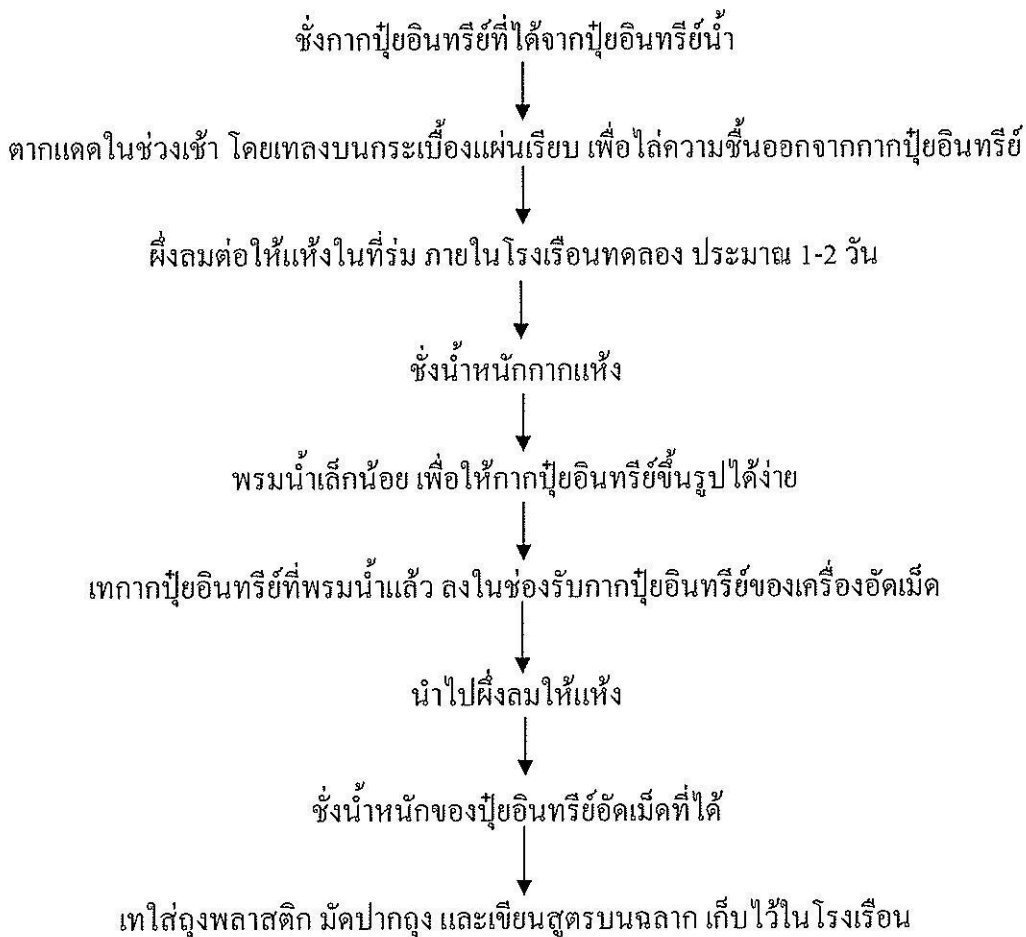 ชั่งกากปุ๋ยอินทรีย์ที่ได้จากปุ๋ยอินทรีย์น้ำ
ตากแดดในช่วงเช้า โดยเทลงบนกระเบื้องแผ่นเรียบ เพื่อไล่ความชื้นออกจากกากปุ๋ยอินทรีย์
ผึ่งลมต่อให้แห้งในที่ร่ม ภายในโรงเรือนทดลอง ประมาณ 1-2 วัน
ชั่งน้ำหนักกากแห้ง
พรมน้ำเล็กน้อย เพื่อให้กากปุ๋ยอินทรีย์ขึ้นรูปได้ง่าย
เทกากปุ๋ยอินทรีย์ที่พรมน้ำแล้ว ลงในช่องรับกากปุ๋ยอินทรีย์ของเครื่องอัดเม็ด
นำไปผึ่งลมให้แห้ง
ชั่งน้ำหนักของปุ๋ยอินทรีย์อัดเม็ดที่ได้
เทใส่ถุงพลาสติก มัดปากถุง และเขียนสูตรบนฉลาก เก็บไว้ในโรงเรือน